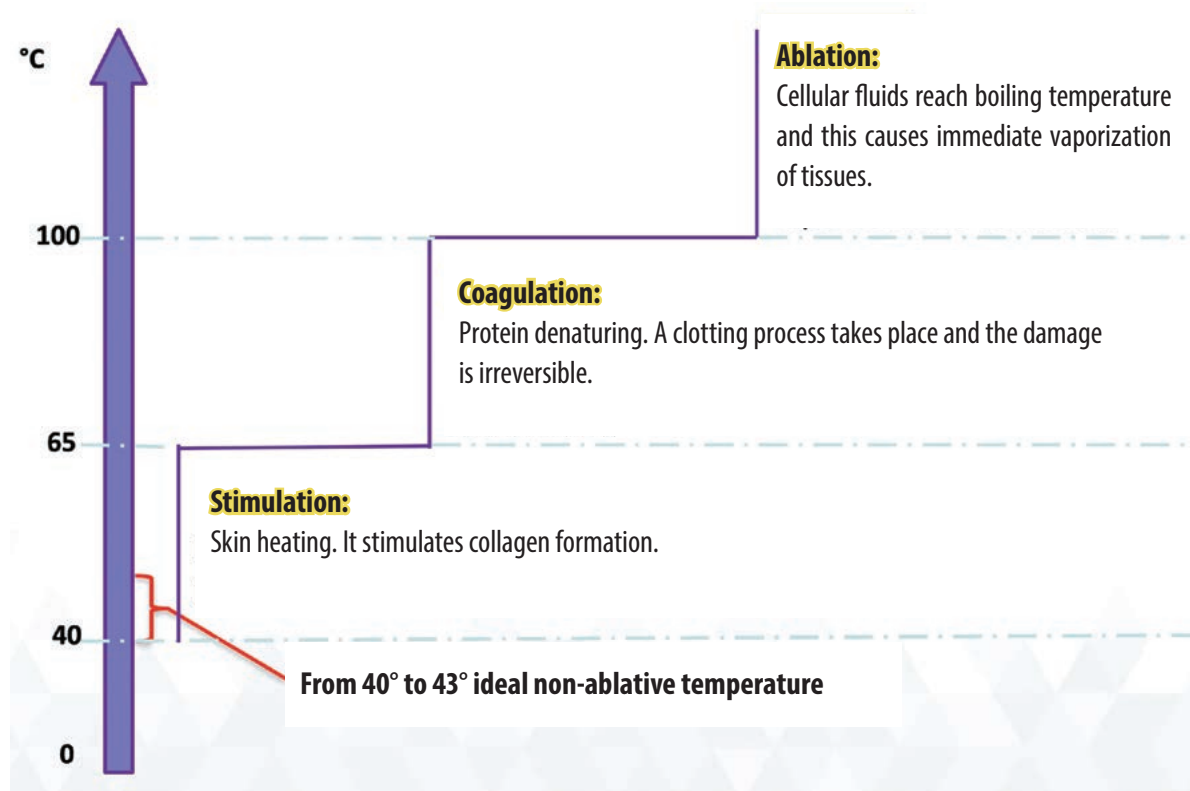 °C
Ablation:
Cellular fluids reach boiling temperature
and this causes immediate vaporization
of tissues.
100
Coagulation:
Protein denaturing. A clotting process takes place and the damage
is irreversible.
65
Stimulation:
Skin heating. It stimulates collagen formation.
40
From 40° to 43° ideal non-ablative temperature
0